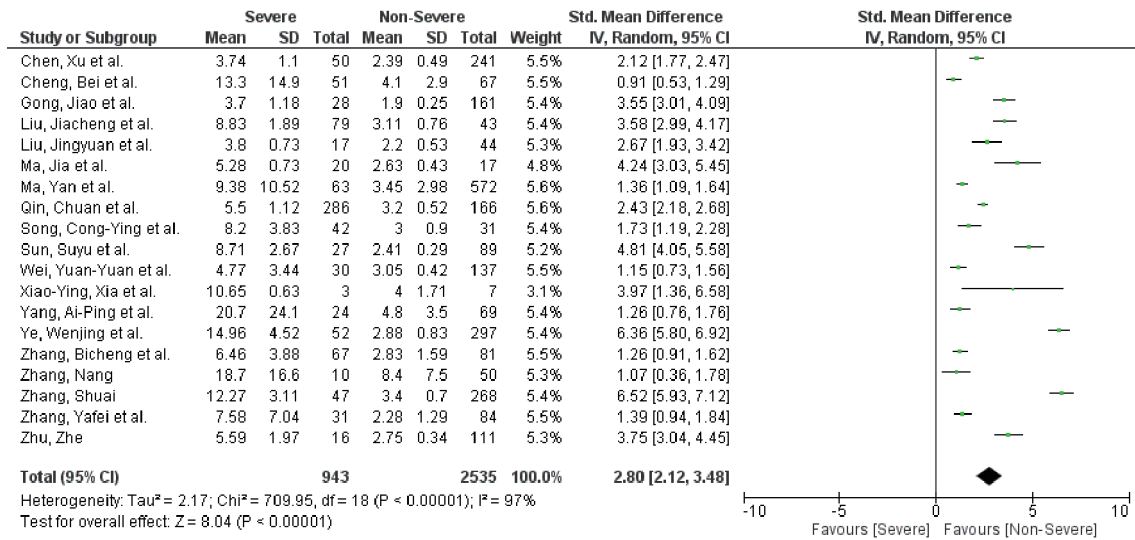 Severe Non-Severe Std. Mean Difference Std. Mean Difference
Study or Subgroup Mean SD Total Mean SD Total Weight IV, Random, 95% CI IV, Random, 95% CI
Chen, Xu et al. 3.74 1.1 50 2.39 0.49 241 5.5% 2.12 [1.77, 2.47]
Cheng, Bei et al. 13.3 14.9 51 4.1 2.9 67 5.5% 0.91 [0.53, 1.29]
Gong, Jiao et al. 3.7 1.18 28 1.9 0.25 161 5.4% 3.55 [3.01, 4.09]
Liu, Jiacheng et al. 8.83 1.89 79 3.11 0.76 43 5.4% 3.58 [2.99, 4.17]
Liu, Jingyuan et al. 3.8 0.73 17 2.2 0.53 44 5.3% 2.67 [1.93, 3.42]
Ma, Jia et al. 5.28 0.73 20 2.63 0.43 17 4.8% 4.24 [3.03, 5.45]
Ma, Yan et al. 9.38 10.52 63 3.45 2.98 572 5.6% 1.36 [1.09, 1.64]
Qin, Chuan et al. 5.5 1.12 286 3.2 0.52 166 5.6% 2.43 [2.18, 2.68]
Song, Cong-Ying et al. 8.2 3.83 42 3 0.9 31 5.4% 1.73 [1.19, 2.28]
Sun, Suyu et al. 8.71 2.67 27 2.41 0.29 89 5.3% 4.81 [4.05, 5.58]
Wei, Yuan-Yuan et al. 4.77 3.44 30 3.05 0.42 137 5.5% 1.15 [0.73, 1.56]
Xiao-Ying, Xia et al. 10.65 0.63 3 4 1.71 7 3.1% 3.97 [1.36, 6.58]
Yang, Ai-Ping et al. 20.7 24.1 24 4.8 3.5 69 5.4% 1.26 [0.76, 1.76]
Ye, Wenjing et al. 14.96 4.52 52 2.88 0.83 297 5.4% 6.36 [5.80, 6.92]
Zhang, Bicheng et al. 6.46 3.88 67 2.83 1.59 81 5.5% 1.26 [0.91, 1.62]
Zhang, Nang 18.7 16.6 10 8.4 7.5 50 5.3% 1.07 [0.36, 1.78]
Zhang, Shuai 12.27 3.11 47 3.4 0.7 268 5.4% 6.52 [5.93, 7.12]
Zhang, Yafei et al. 7.58 7.04 31 2.28 1.29 84 5.4% 1.39 [0.94, 1.84]
Zhu, Zhe 5.59 1.97 16 2.75 0.34 111 5.3% 3.75 [3.04, 4.45]
Total (95% CI) 943 2535 100.0% 2.80 [2.12, 3.48]
Heterogeneity: Tau² = 2.17; Chi² = 709.95, df = 18 (P < 0.00001); I² = 97%
Test for overall effect: Z = 8.04 (P < 0.00001)
-10 -5 0 5 10
Favours [Severe] Favours [Non-Severe]